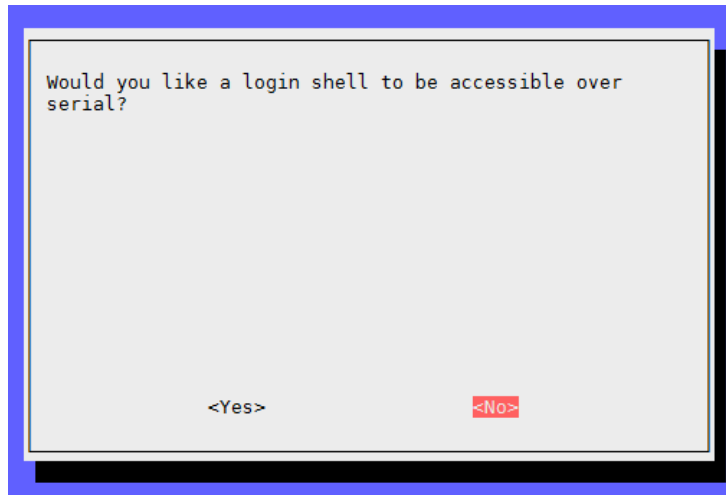 Would you like a login shell to be accessible over
serial?
<Yes> <No>